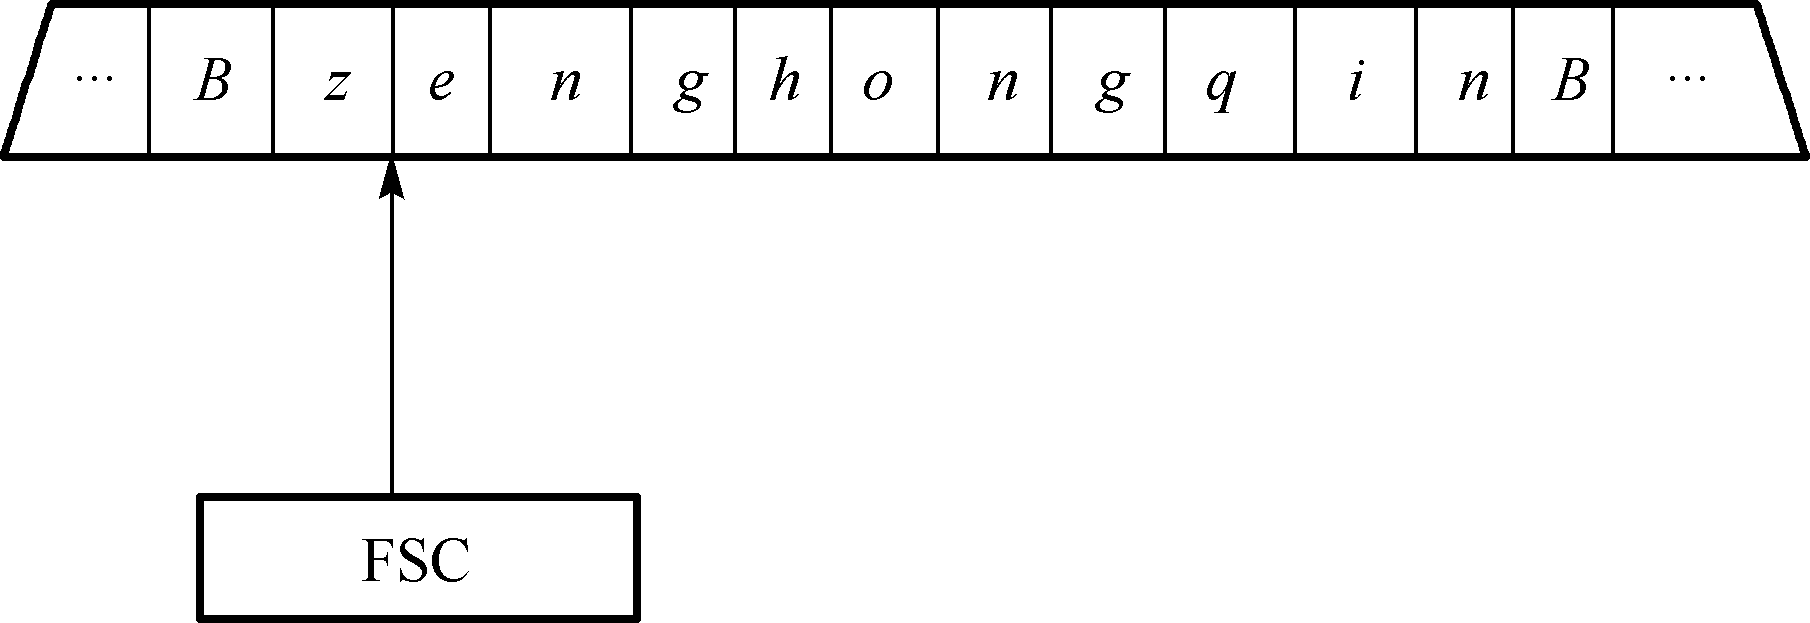 … B z e n g h o n g q i n B …
FSC